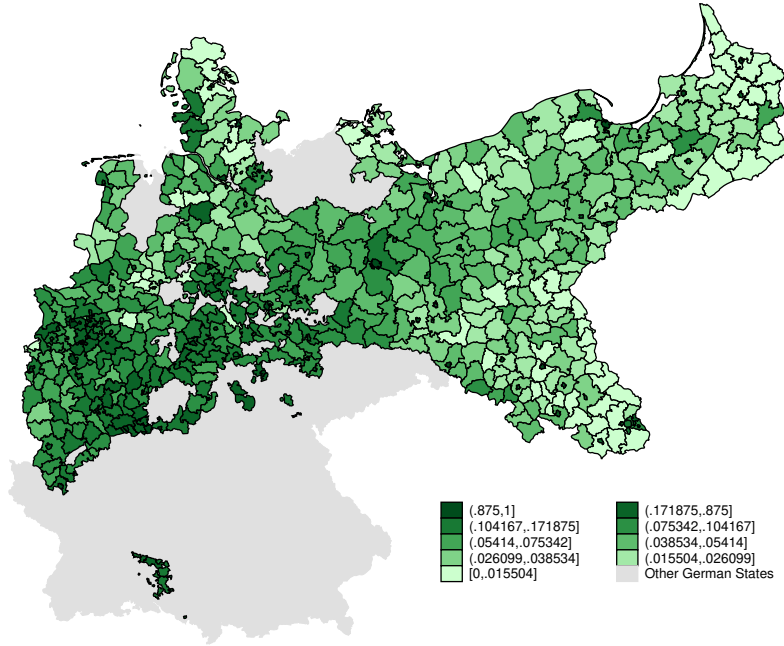 (.875,1] (.171875,.875]
(.104167,.171875] (.075342,.104167]
(.05414,.075342] (.038534,.05414]
(.026099,.038534] (.015504,.026099]
[0,.015504] Other German States